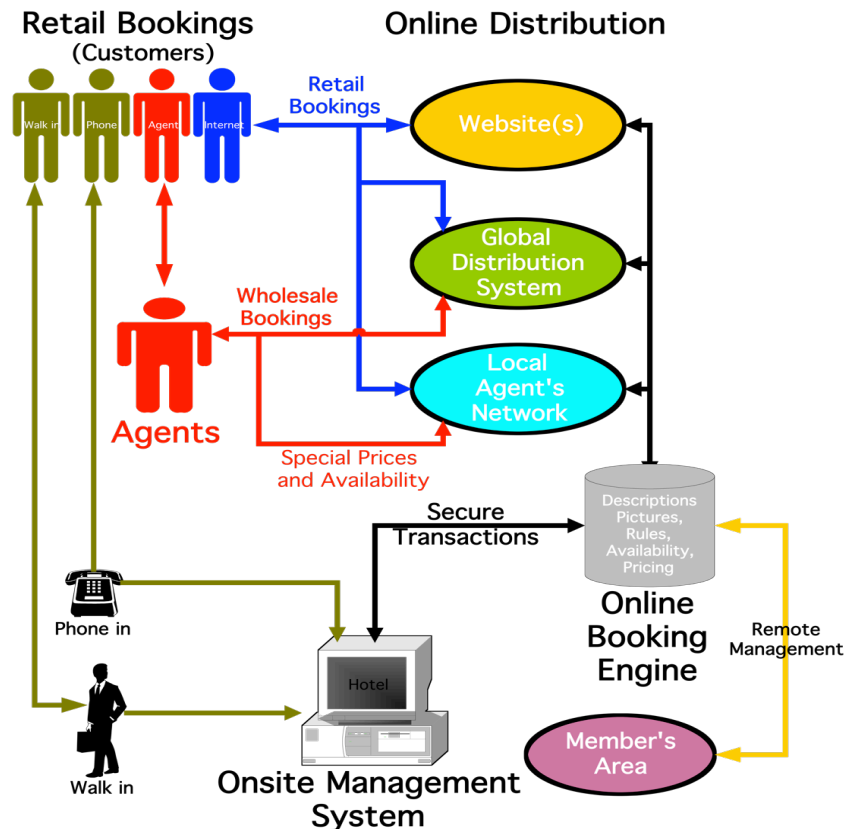 Retail Bookings
(Customers)
Online Distribution
Walk in
Phone
Agent
Internet
Retail
Bookings
Website(s)
Global
Distribution
System
Wholesale
Bookings
Local
Agent's
Network
Agents
Special Prices
and Availability
Secure
Transactions
Descriptions
Pictures,
Rules,
Availability,
Pricing
Online
Booking
Engine
Remote
Management
Phone in
Hotel
Walk in
Member's
Area
Onsite Management
System